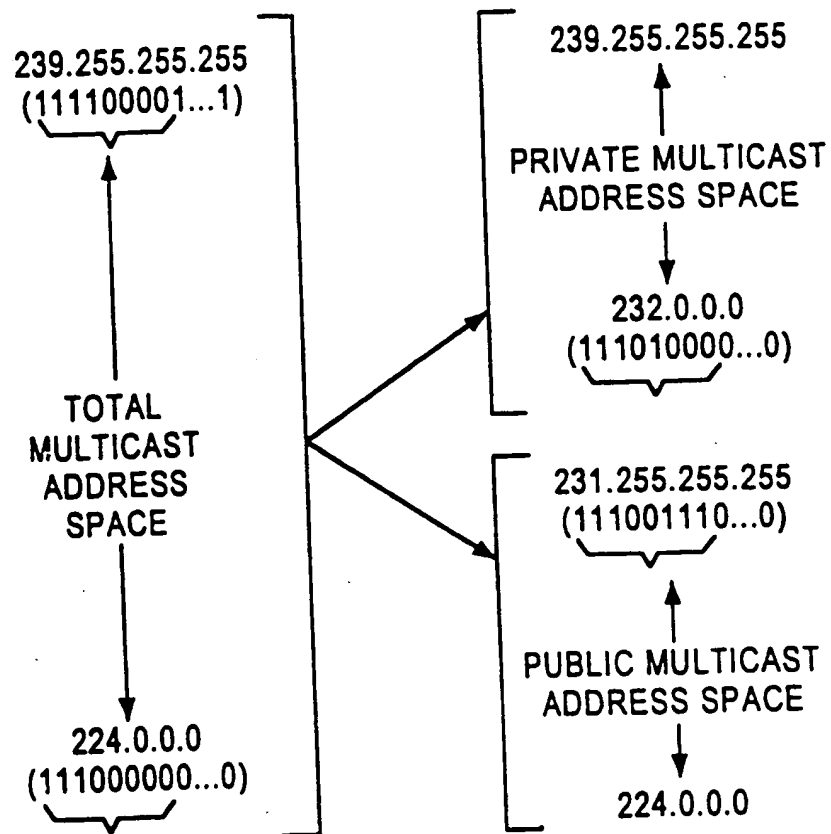 239.255.255.255
(111100001...1)
TOTAL
MULTICAST
ADDRESS
SPACE
224.0.0.0
(111000000...0)
239.255.255.255
PRIVATE MULTICAST
ADDRESS SPACE
232.0.0.0
(111010000...0)
231.255.255.255
(111001110...0)
PUBLIC MULTICAST
ADDRESS SPACE
224.0.0.0